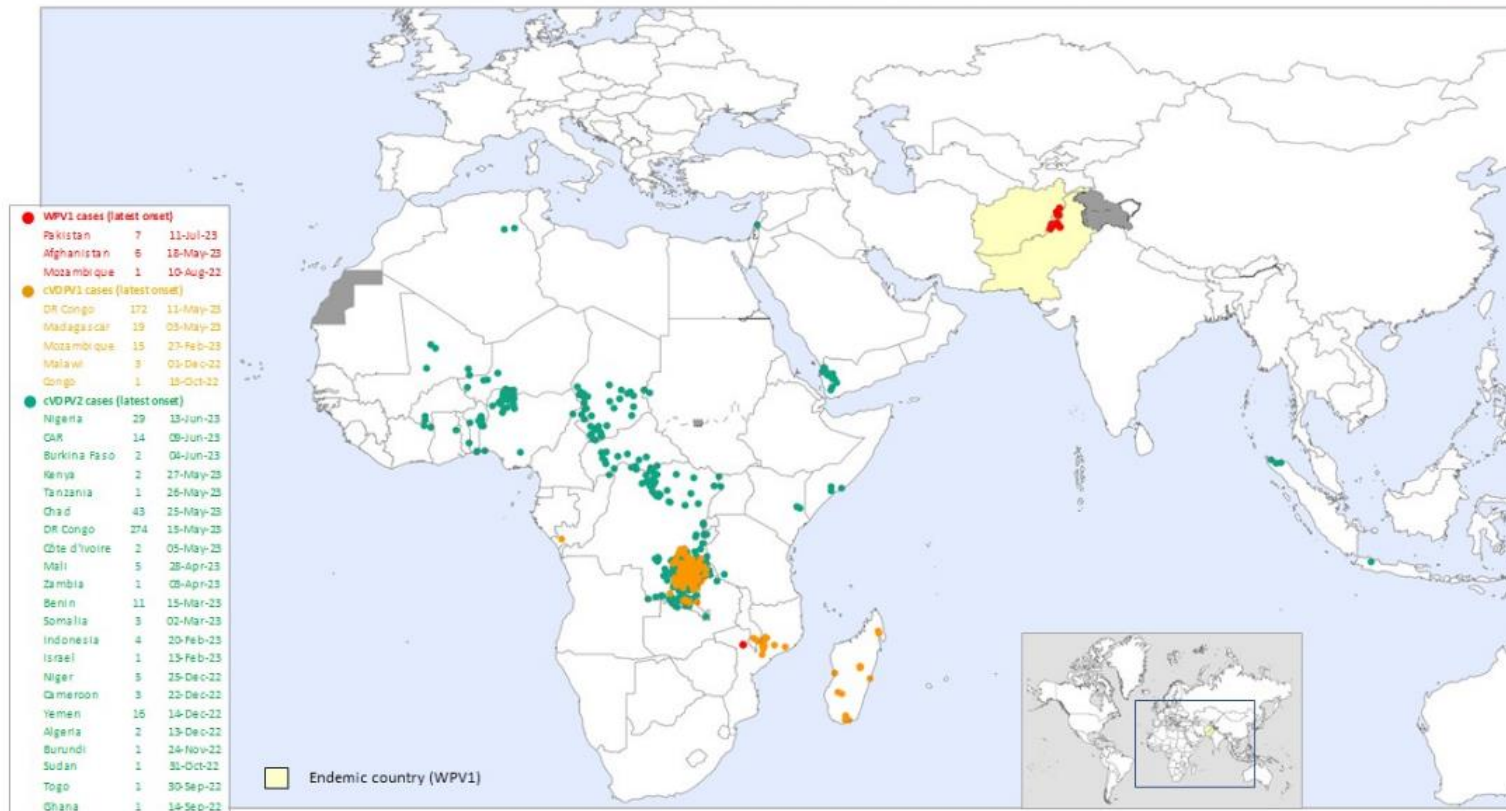 WPV1 cases (latest onset)
Pakistan 7 11-Jul-23
Afghanistan 6 18-May-23
Mozambique 1 10-Aug-22
cVDPV1 cases (latest onset)
DR Congo 172 11-May-23
Madagascar 19 03-May-23
Mozambique 15 27-Feb-23
Malawi 3 01-Dec-22
Congo 1 13-Oct-22
cVDPV2 cases (latest onset)
Nigeria 29 13-Jun-23
CAR 14 09-Jun-23
Burkina Faso 2 04-Jun-23
Kenya 2 27-May-23
Tanzania 1 26-May-23
Chad 43 25-May-23
DR Congo 274 15-May-23
Côte d'Ivoire 2 05-May-23
Mali 5 28-Apr-23
Zambia 1 03-Apr-23
Benin 11 15-Mar-23
Somalia 3 02-Mar-23
Indonesia 4 20-Feb-23
Israel 1 13-Feb-23
Niger 5 25-Dec-22
Cameroon 3 22-Dec-22
Yemen 16 14-Dec-22
Algeria 2 13-Dec-22
Burundi 1 24-Nov-22
Sudan 1 31-Oct-22
Togo 1 30-Sep-22
Ghana 1 14-Sep-22
Endemic country (WPV1)